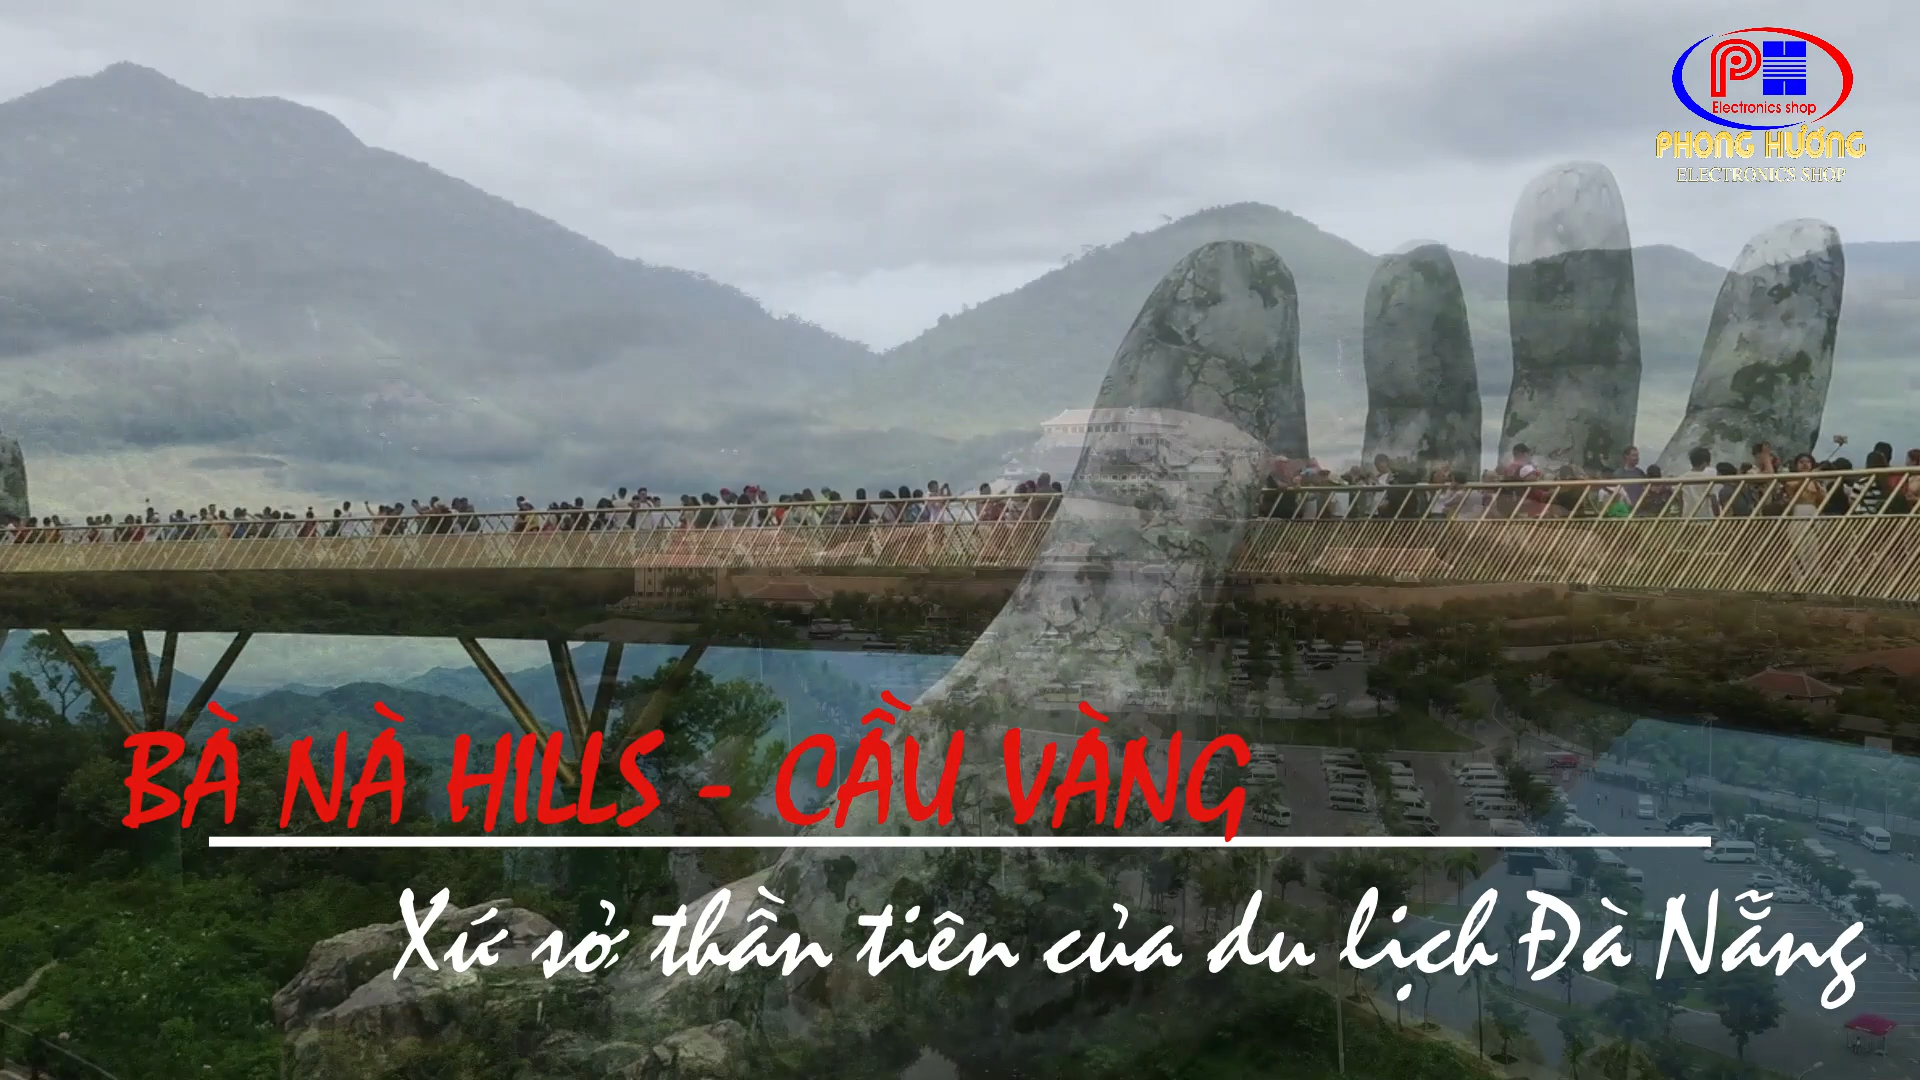 PH
Electronics shop
PHONG HƯƠNG
ELECTRONICS SHOP
BÀ NÀ HILLS - CẦU VÀNG
Xứ sở thần tiên của du lịch Đà Nẵng